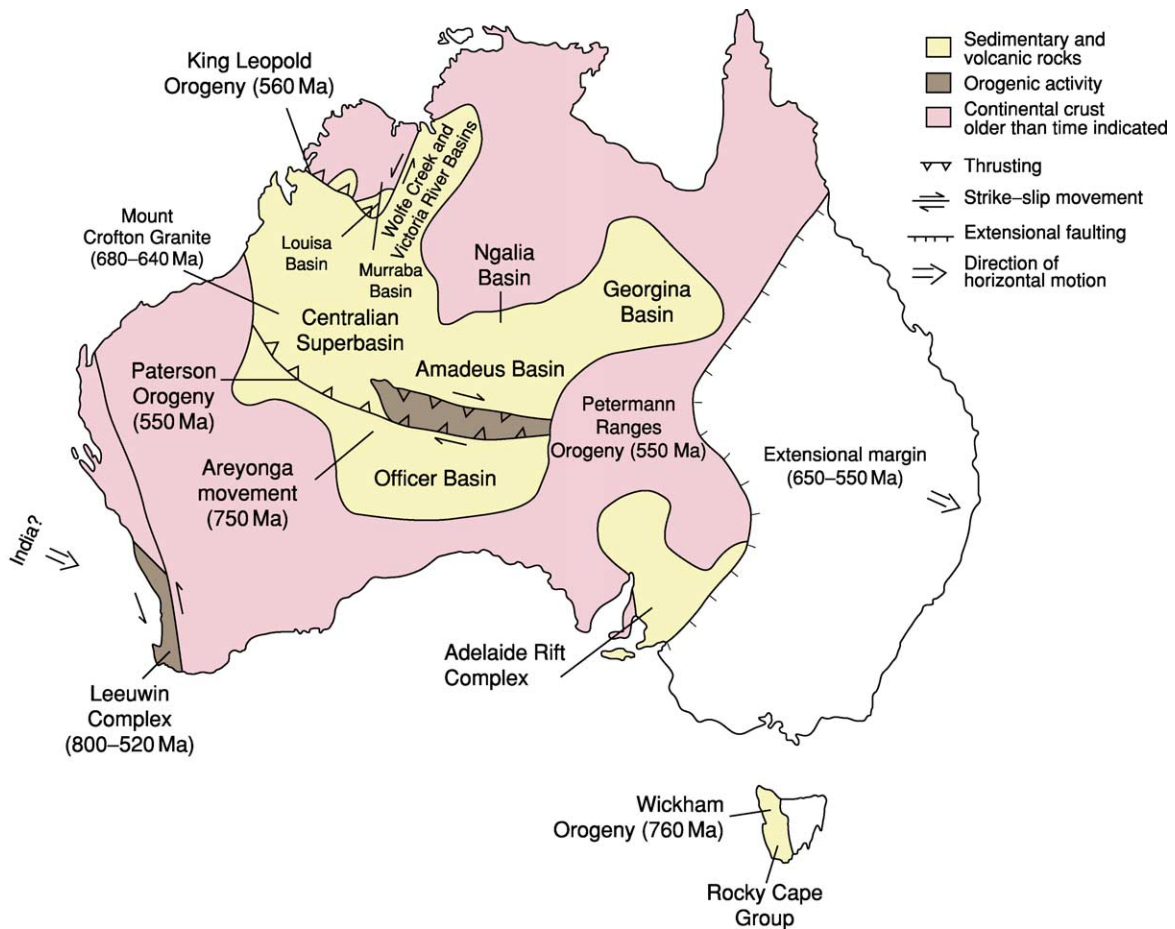 King Leopold
Orogeny (560 Ma)
Mount
Crofton Granite
(680–640 Ma)
Louisa
Basin
Murraba
Basin
Wolfe Creek and
Victoria River Basins
Ngalia
Basin
Georgina
Basin
Centralian
Superbasin
Amadeus Basin
Paterson
Orogeny
(550 Ma)
Petermann
Ranges
Orogeny (550 Ma)
Areyonga
movement
(750 Ma)
Officer Basin
Extensional margin
(650–550 Ma)
India?
Leeuwin
Complex
(800–520 Ma)
Adelaide Rift
Complex
Wickham
Orogeny (760 Ma)
Rocky Cape
Group
Sedimentary and
volcanic rocks
Orogenic activity
Continental crust
older than time indicated
Thrusting
Strike–slip movement
Extensional faulting
Direction of
horizontal motion